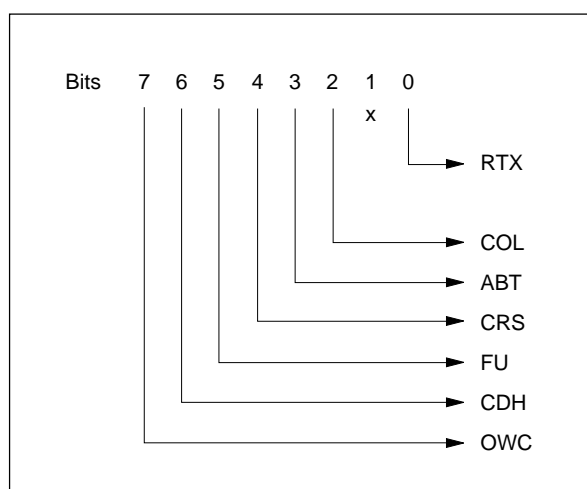 Bits 7 6 5 4 3 2 1 0
x
RTX
COL
ABT
CRS
FU
CDH
OWC